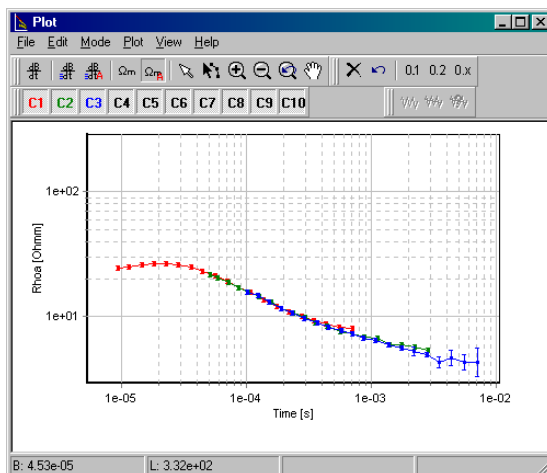 Plot
File Edit Mode Plot View Help
Ωm Ωm A 0.1 0.2 0.x
C1 C2 C3 C4 C5 C6 C7 C8 C9 C10
1e+02
Rhoa [Ohmm]
1e+01
1e-05 1e-04 1e-03 1e-02
Time [s]
B: 4.53e-05 L: 3.32e+02